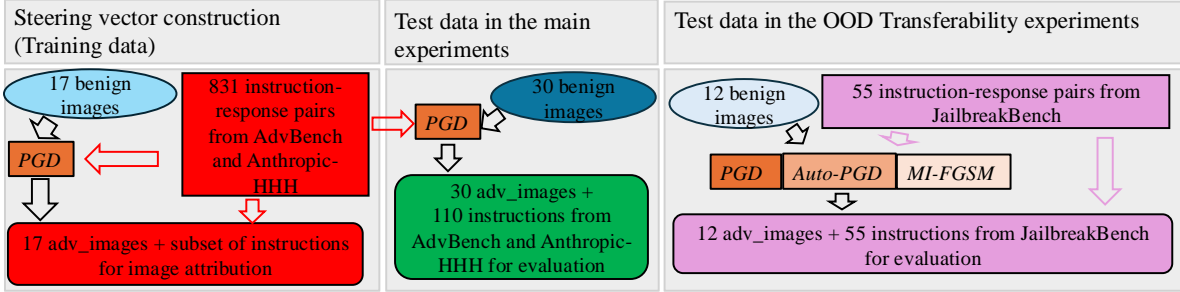 Steering vector construction
(Training data)
17 benign
images
831 instruction-
response pairs
from AdvBench
and Anthropic-
HHH
PGD
17 adv_images + subset of instructions
for image attribution
Test data in the main
experiments
30 benign
images
PGD
30 adv_images +
110 instructions from
AdvBench and Anthropic-
HHH for evaluation
Test data in the OOD Transferability experiments
12 benign
images
55 instruction-response pairs from
JailbreakBench
PGD
Auto-PGD
MI-FGSM
12 adv_images + 55 instructions from JailbreakBench
for evaluation